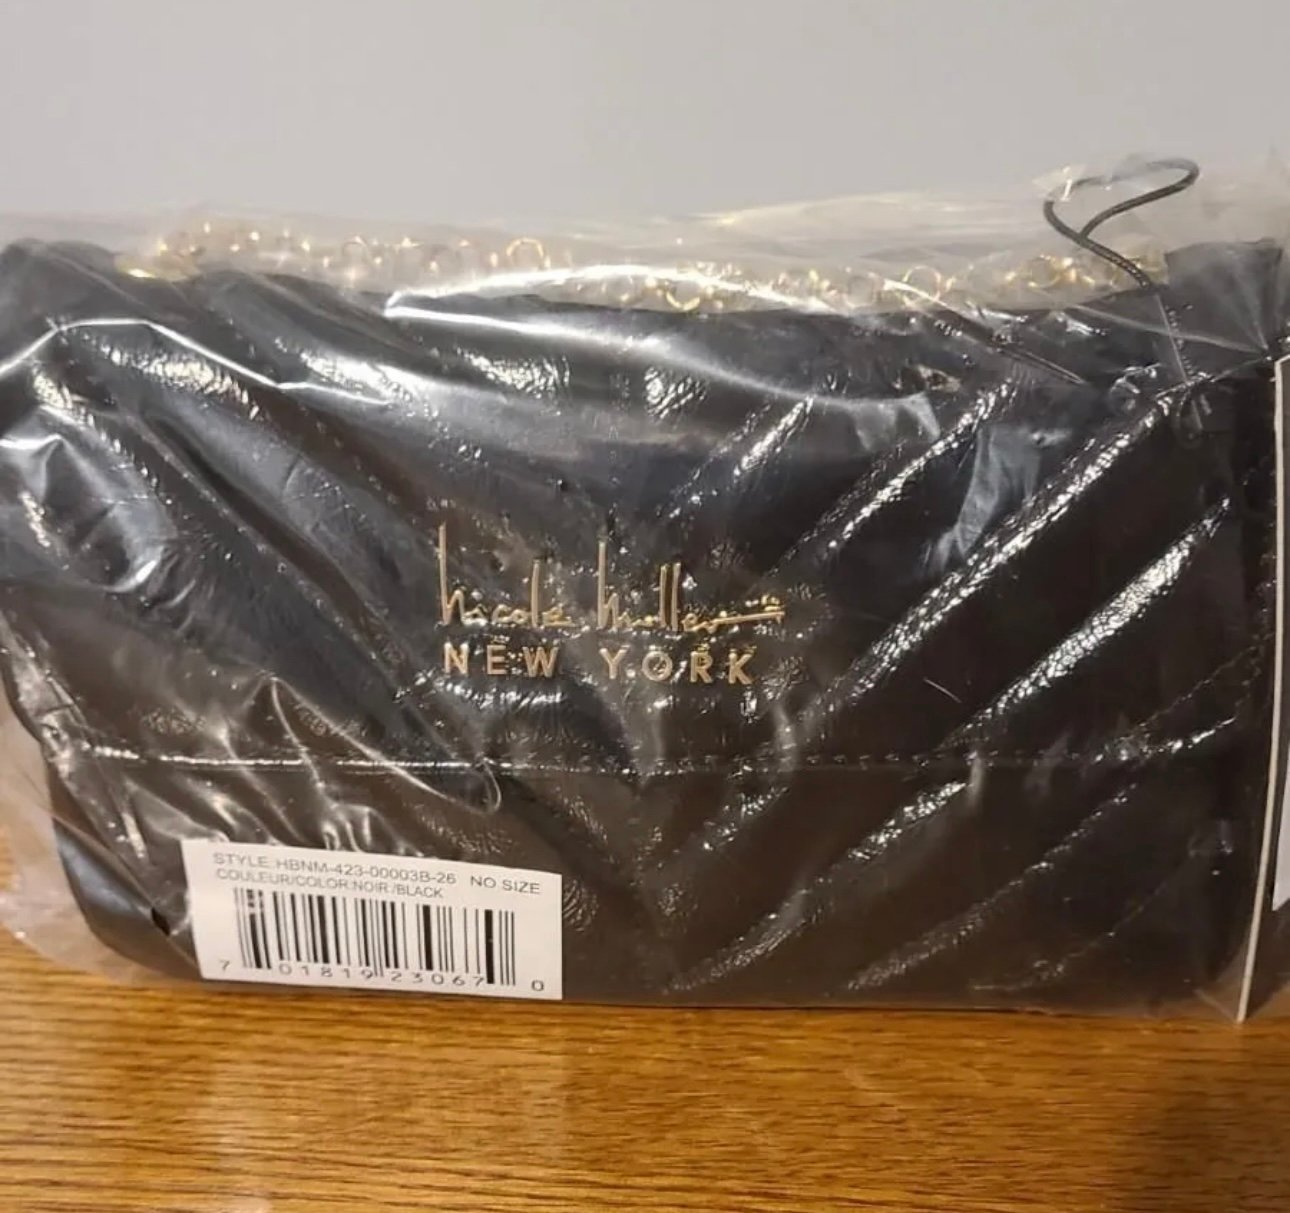 nicole miller
NEW YORK
STYLE:HBNM-423-00003B-26 NO SIZE
COULEUR/COLOR:NOIR/BLACK
7 01819 23067 0